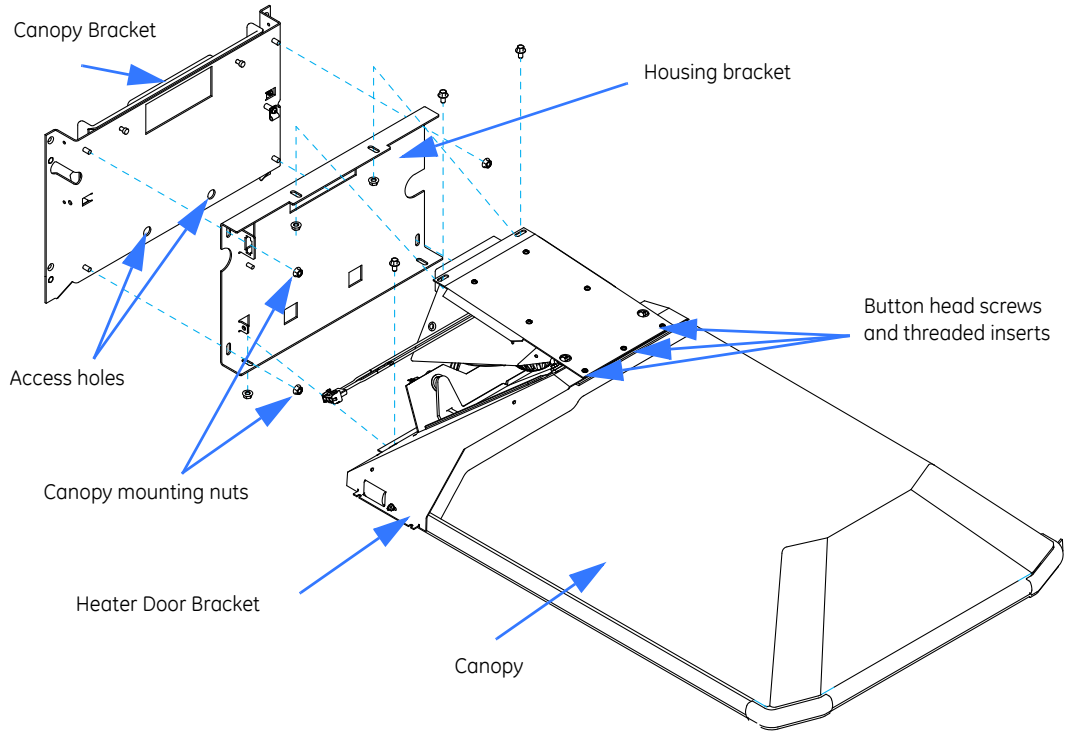 Canopy Bracket
Housing bracket
Button head screws
and threaded inserts
Access holes
Canopy mounting nuts
Heater Door Bracket
Canopy